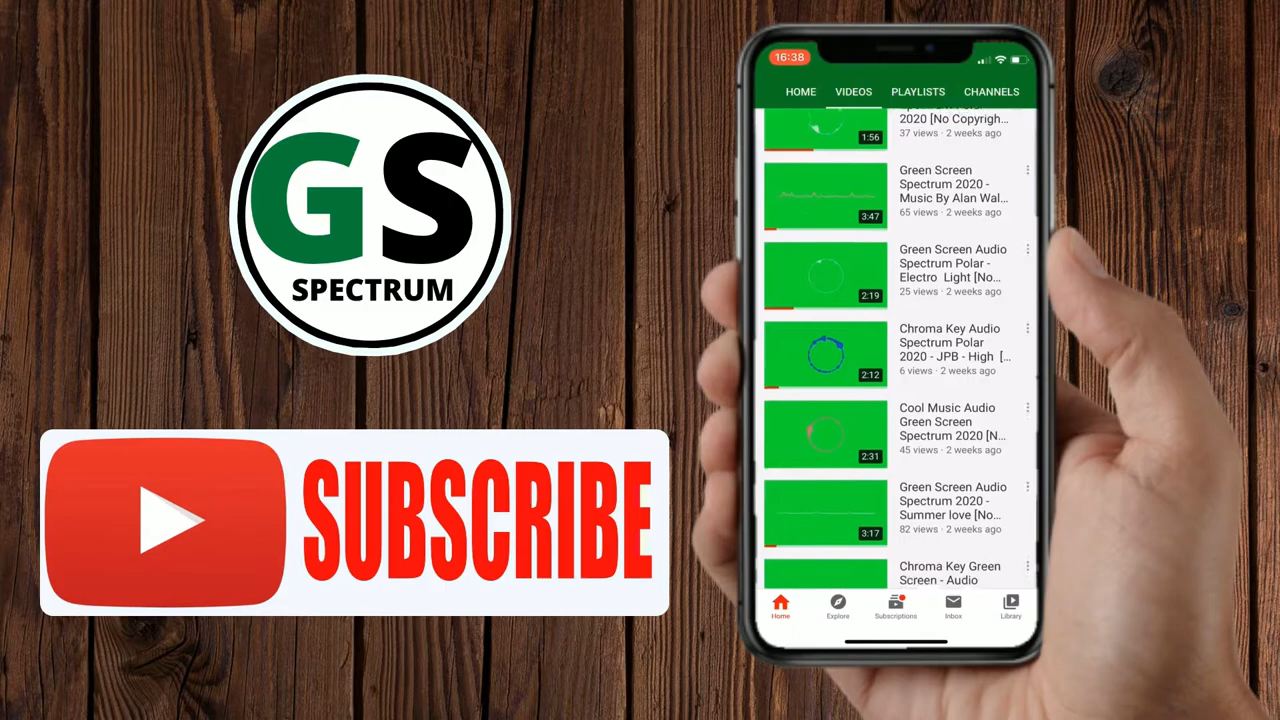 GS
SPECTRUM
SUBSCRIBE
16:38
HOME VIDEOS PLAYLISTS CHANNELS
2020 [No Copyrigh...
37 views · 2 weeks ago
1:56
Green Screen
Spectrum 2020 -
Music By Alan Wal...
65 views · 2 weeks ago
3:47
Green Screen Audio
Spectrum Polar -
Electro Light [No...
25 views · 2 weeks ago
2:19
Chroma Key Audio
Spectrum Polar
2020 - JPB - High [...
6 views · 2 weeks ago
2:12
Cool Music Audio
Green Screen
Spectrum 2020 [N...
45 views · 2 weeks ago
2:31
Green Screen Audio
Spectrum 2020 -
Summer love [No...
82 views · 2 weeks ago
3:17
Chroma Key Green
Screen - Audio
Home Explore Subscriptions Inbox Library